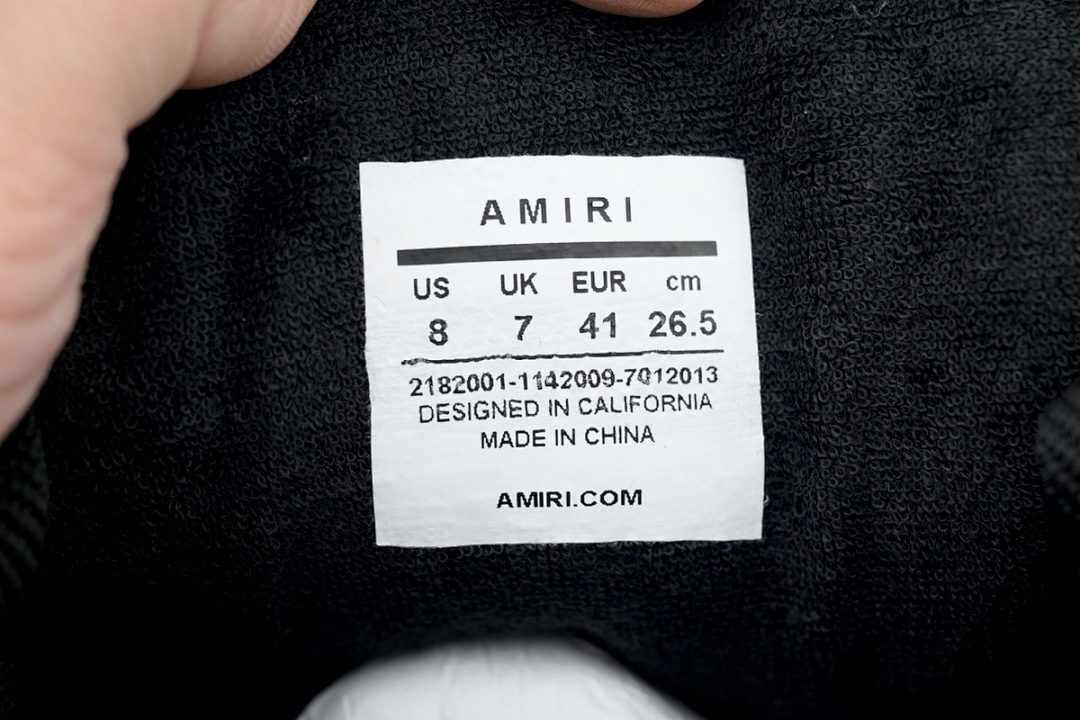 AMIRI
US UK EUR cm
8 7 41 26.5
2182001-1142009-7012013
DESIGNED IN CALIFORNIA
MADE IN CHINA
AMIRI.COM